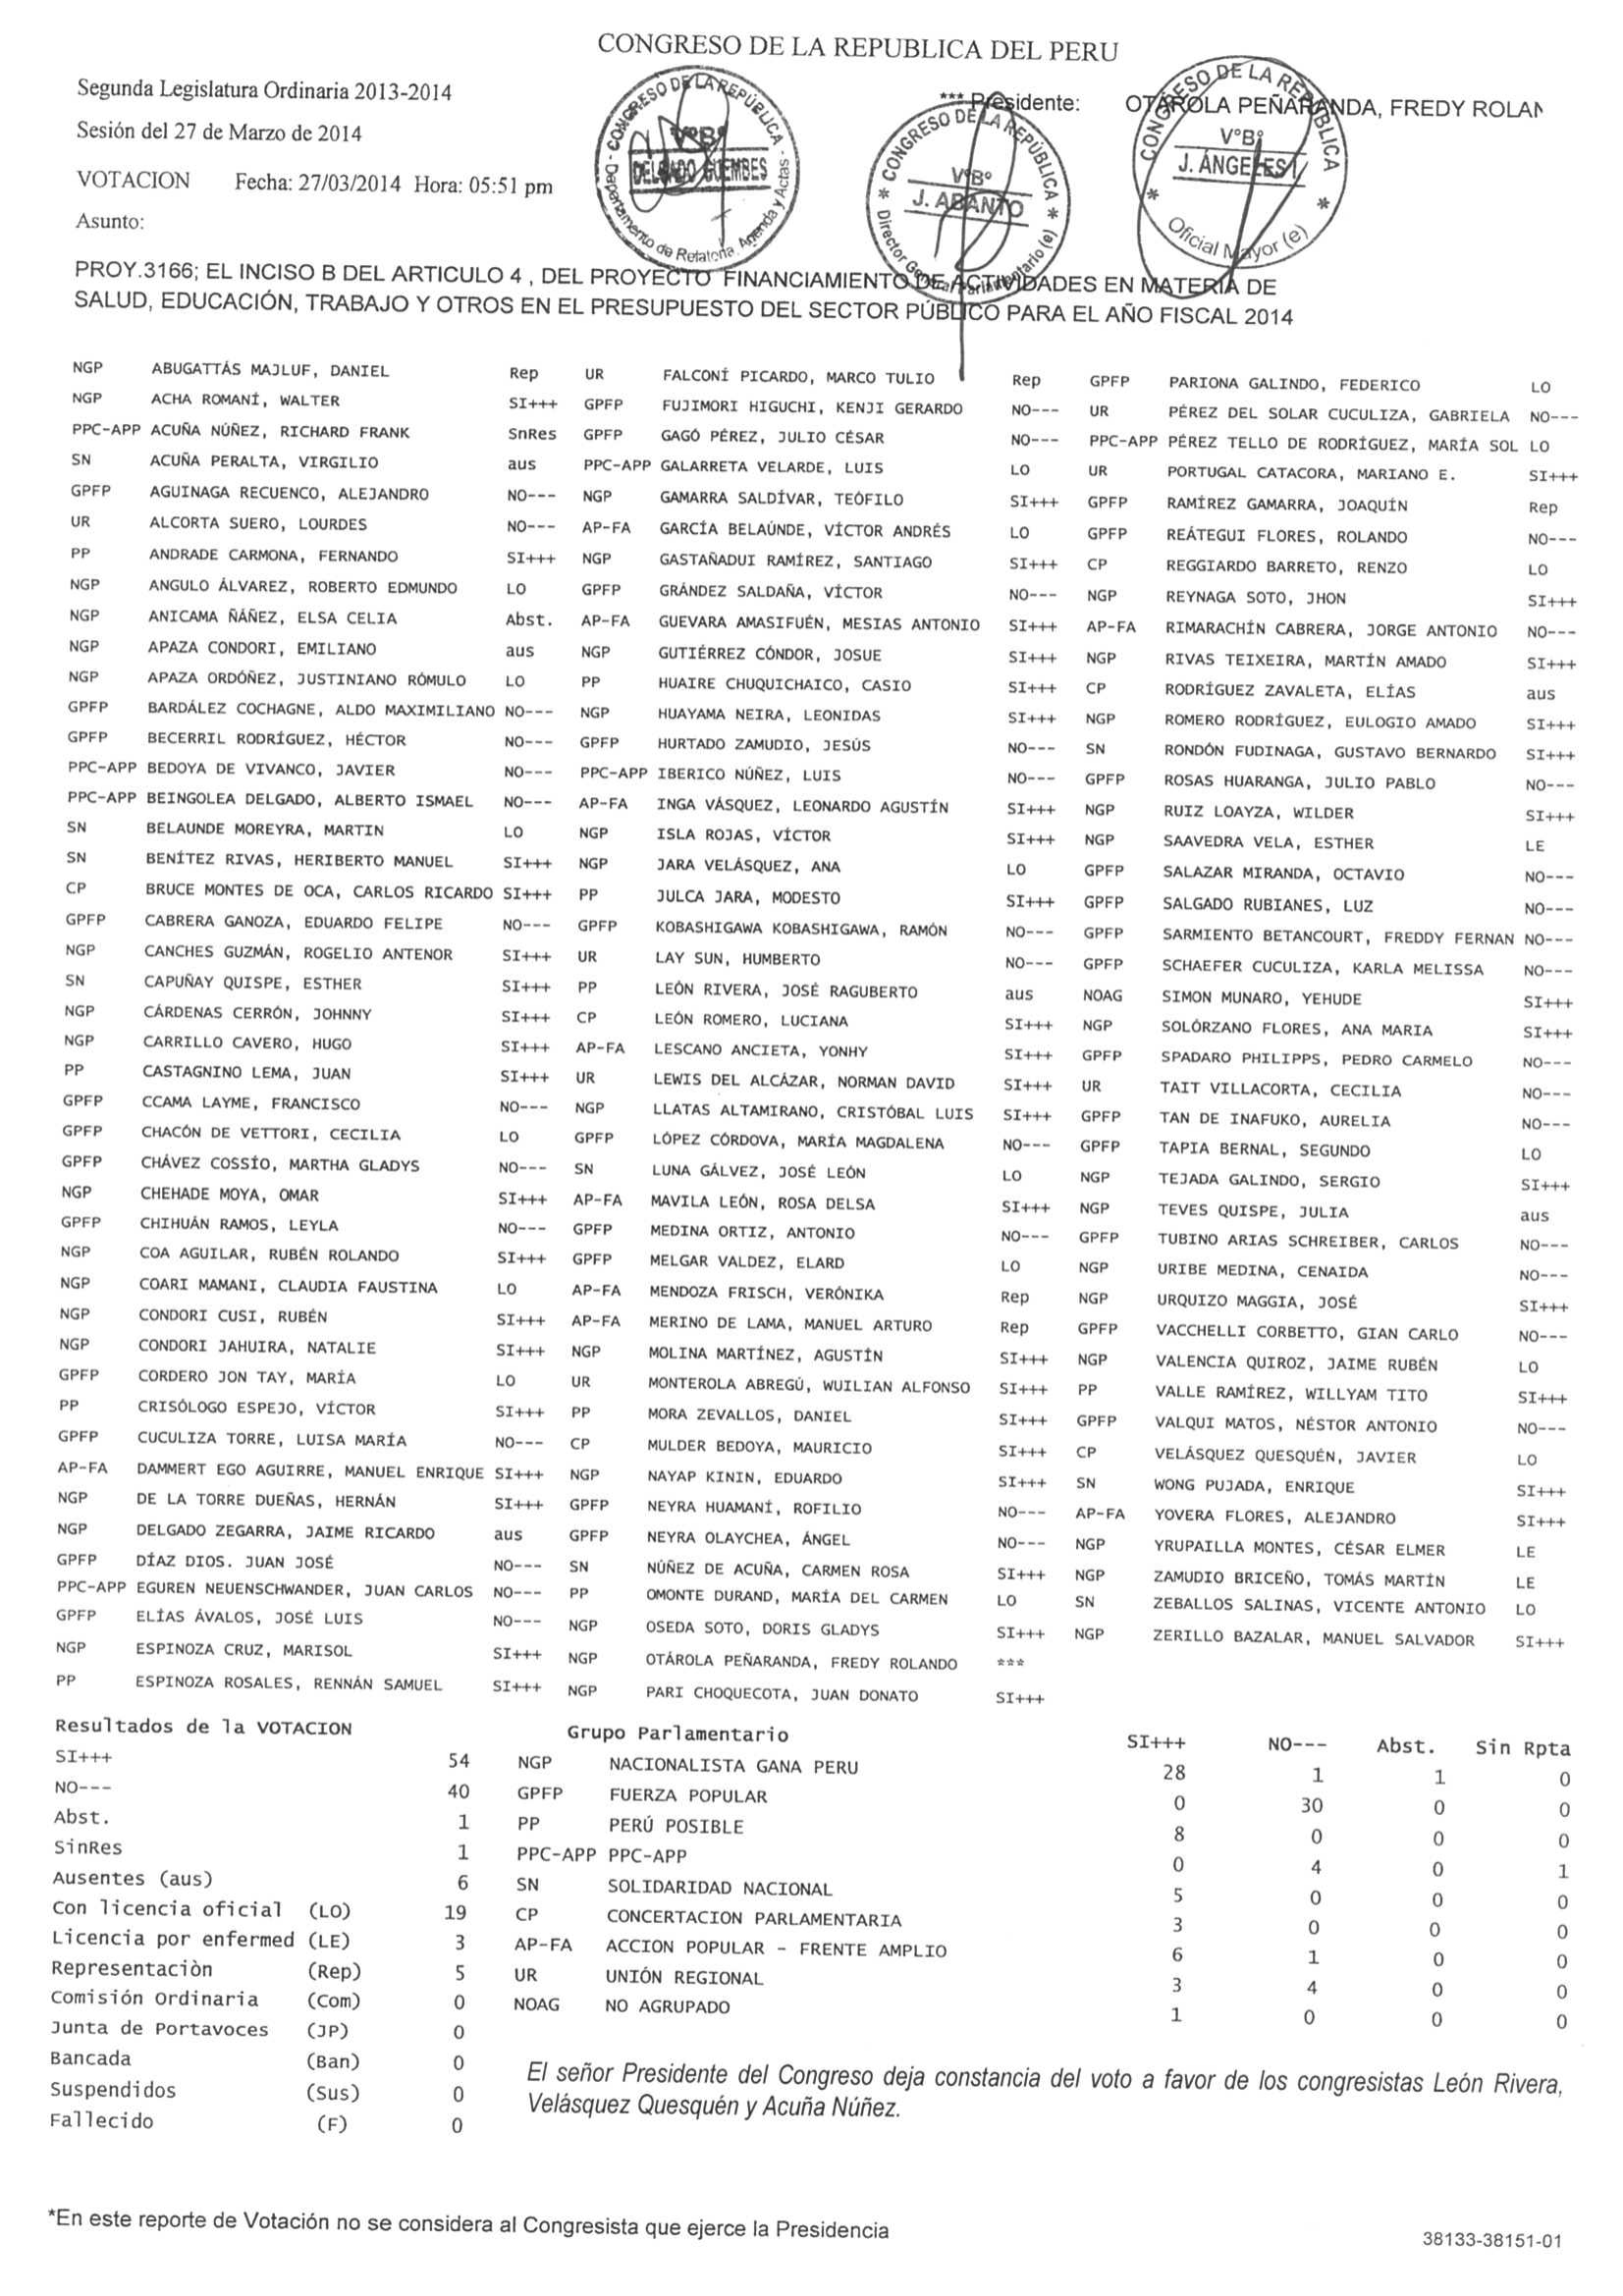 CONGRESO DE LA REPUBLICA DEL PERU
Segunda Legislatura Ordinaria 2013-2014
*** Presidente: OTÁROLA PEÑARANDA, FREDY ROLAN
Sesión del 27 de Marzo de 2014
VOTACION Fecha: 27/03/2014 Hora: 05:51 pm
Asunto:
CONGRESO DE LA REPÚBLICA - Departamento de Relatoría, Agenda y Actas -
V°B°
DELGADO GUEMBES
CONGRESO DE LA REPÚBLICA * Director General Parlamentario (e) *
V°B°
J. ABANTO
CONGRESO DE LA REPÚBLICA * Oficial Mayor (e) *
V°B°
J. ÁNGELES I.
PROY.3166; EL INCISO B DEL ARTICULO 4 , DEL PROYECTO FINANCIAMIENTO DE ACTIVIDADES EN MATERIA DE
SALUD, EDUCACIÓN, TRABAJO Y OTROS EN EL PRESUPUESTO DEL SECTOR PÚBLICO PARA EL AÑO FISCAL 2014
NGP ABUGATTÁS MAJLUF, DANIEL Rep UR FALCONÍ PICARDO, MARCO TULIO Rep GPFP PARIONA GALINDO, FEDERICO LO
NGP ACHA ROMANÍ, WALTER SI+++ GPFP FUJIMORI HIGUCHI, KENJI GERARDO NO--- UR PÉREZ DEL SOLAR CUCULIZA, GABRIELA NO---
PPC-APP ACUÑA NÚÑEZ, RICHARD FRANK SnRes GPFP GAGÓ PÉREZ, JULIO CÉSAR NO--- PPC-APP PÉREZ TELLO DE RODRÍGUEZ, MARÍA SOL LO
SN ACUÑA PERALTA, VIRGILIO aus PPC-APP GALARRETA VELARDE, LUIS LO UR PORTUGAL CATACORA, MARIANO E. SI+++
GPFP AGUINAGA RECUENCO, ALEJANDRO NO--- NGP GAMARRA SALDÍVAR, TEÓFILO SI+++ GPFP RAMÍREZ GAMARRA, JOAQUÍN Rep
UR ALCORTA SUERO, LOURDES NO--- AP-FA GARCÍA BELAÚNDE, VÍCTOR ANDRÉS LO GPFP REÁTEGUI FLORES, ROLANDO NO---
PP ANDRADE CARMONA, FERNANDO SI+++ NGP GASTAÑADUI RAMÍREZ, SANTIAGO SI+++ CP REGGIARDO BARRETO, RENZO LO
NGP ANGULO ÁLVAREZ, ROBERTO EDMUNDO LO GPFP GRÁNDEZ SALDAÑA, VÍCTOR NO--- NGP REYNAGA SOTO, JHON SI+++
NGP ANICAMA ÑÁÑEZ, ELSA CELIA Abst. AP-FA GUEVARA AMASIFUÉN, MESIAS ANTONIO SI+++ AP-FA RIMARACHÍN CABRERA, JORGE ANTONIO NO---
NGP APAZA CONDORI, EMILIANO aus NGP GUTIÉRREZ CÓNDOR, JOSUE SI+++ NGP RIVAS TEIXEIRA, MARTÍN AMADO SI+++
NGP APAZA ORDÓÑEZ, JUSTINIANO RÓMULO LO PP HUAIRE CHUQUICHAICO, CASIO SI+++ CP RODRÍGUEZ ZAVALETA, ELÍAS aus
GPFP BARDÁLEZ COCHAGNE, ALDO MAXIMILIANO NO--- NGP HUAYAMA NEIRA, LEONIDAS SI+++ NGP ROMERO RODRÍGUEZ, EULOGIO AMADO SI+++
GPFP BECERRIL RODRÍGUEZ, HÉCTOR NO--- GPFP HURTADO ZAMUDIO, JESÚS NO--- SN RONDÓN FUDINAGA, GUSTAVO BERNARDO SI+++
PPC-APP BEDOYA DE VIVANCO, JAVIER NO--- PPC-APP IBERICO NÚÑEZ, LUIS NO--- GPFP ROSAS HUARANGA, JULIO PABLO NO---
PPC-APP BEINGOLEA DELGADO, ALBERTO ISMAEL NO--- AP-FA INGA VÁSQUEZ, LEONARDO AGUSTÍN SI+++ NGP RUIZ LOAYZA, WILDER SI+++
SN BELAUNDE MOREYRA, MARTIN LO NGP ISLA ROJAS, VÍCTOR SI+++ NGP SAAVEDRA VELA, ESTHER LE
SN BENÍTEZ RIVAS, HERIBERTO MANUEL SI+++ NGP JARA VELÁSQUEZ, ANA LO GPFP SALAZAR MIRANDA, OCTAVIO NO---
CP BRUCE MONTES DE OCA, CARLOS RICARDO SI+++ PP JULCA JARA, MODESTO SI+++ GPFP SALGADO RUBIANES, LUZ NO---
GPFP CABRERA GANOZA, EDUARDO FELIPE NO--- GPFP KOBASHIGAWA KOBASHIGAWA, RAMÓN NO--- GPFP SARMIENTO BETANCOURT, FREDDY FERNAN NO---
NGP CANCHES GUZMÁN, ROGELIO ANTENOR SI+++ UR LAY SUN, HUMBERTO NO--- GPFP SCHAEFER CUCULIZA, KARLA MELISSA NO---
SN CAPUÑAY QUISPE, ESTHER SI+++ PP LEÓN RIVERA, JOSÉ RAGUBERTO aus NOAG SIMON MUNARO, YEHUDE SI+++
NGP CÁRDENAS CERRÓN, JOHNNY SI+++ CP LEÓN ROMERO, LUCIANA SI+++ NGP SOLÓRZANO FLORES, ANA MARIA SI+++
NGP CARRILLO CAVERO, HUGO SI+++ AP-FA LESCANO ANCIETA, YONHY SI+++ GPFP SPADARO PHILIPPS, PEDRO CARMELO NO---
PP CASTAGNINO LEMA, JUAN SI+++ UR LEWIS DEL ALCÁZAR, NORMAN DAVID SI+++ UR TAIT VILLACORTA, CECILIA NO---
GPFP CCAMA LAYME, FRANCISCO NO--- NGP LLATAS ALTAMIRANO, CRISTÓBAL LUIS SI+++ GPFP TAN DE INAFUKO, AURELIA NO---
GPFP CHACÓN DE VETTORI, CECILIA LO GPFP LÓPEZ CÓRDOVA, MARÍA MAGDALENA NO--- GPFP TAPIA BERNAL, SEGUNDO LO
GPFP CHÁVEZ COSSÍO, MARTHA GLADYS NO--- SN LUNA GÁLVEZ, JOSÉ LEÓN LO NGP TEJADA GALINDO, SERGIO SI+++
NGP CHEHADE MOYA, OMAR SI+++ AP-FA MAVILA LEÓN, ROSA DELSA SI+++ NGP TEVES QUISPE, JULIA aus
GPFP CHIHUÁN RAMOS, LEYLA NO--- GPFP MEDINA ORTIZ, ANTONIO NO--- GPFP TUBINO ARIAS SCHREIBER, CARLOS NO---
NGP COA AGUILAR, RUBÉN ROLANDO SI+++ GPFP MELGAR VALDEZ, ELARD LO NGP URIBE MEDINA, CENAIDA NO---
NGP COARI MAMANI, CLAUDIA FAUSTINA LO AP-FA MENDOZA FRISCH, VERÓNIKA Rep NGP URQUIZO MAGGIA, JOSÉ SI+++
NGP CONDORI CUSI, RUBÉN SI+++ AP-FA MERINO DE LAMA, MANUEL ARTURO Rep GPFP VACCHELLI CORBETTO, GIAN CARLO NO---
NGP CONDORI JAHUIRA, NATALIE SI+++ NGP MOLINA MARTÍNEZ, AGUSTÍN SI+++ NGP VALENCIA QUIROZ, JAIME RUBÉN LO
GPFP CORDERO JON TAY, MARÍA LO UR MONTEROLA ABREGÚ, WUILIAN ALFONSO SI+++ PP VALLE RAMÍREZ, WILLYAM TITO SI+++
PP CRISÓLOGO ESPEJO, VÍCTOR SI+++ PP MORA ZEVALLOS, DANIEL SI+++ GPFP VALQUI MATOS, NÉSTOR ANTONIO NO---
GPFP CUCULIZA TORRE, LUISA MARÍA NO--- CP MULDER BEDOYA, MAURICIO SI+++ CP VELÁSQUEZ QUESQUÉN, JAVIER LO
AP-FA DAMMERT EGO AGUIRRE, MANUEL ENRIQUE SI+++ NGP NAYAP KININ, EDUARDO SI+++ SN WONG PUJADA, ENRIQUE SI+++
NGP DE LA TORRE DUEÑAS, HERNÁN SI+++ GPFP NEYRA HUAMANÍ, ROFILIO NO--- AP-FA YOVERA FLORES, ALEJANDRO SI+++
NGP DELGADO ZEGARRA, JAIME RICARDO aus GPFP NEYRA OLAYCHEA, ÁNGEL NO--- NGP YRUPAILLA MONTES, CÉSAR ELMER LE
GPFP DÍAZ DIOS. JUAN JOSÉ NO--- SN NÚÑEZ DE ACUÑA, CARMEN ROSA SI+++ NGP ZAMUDIO BRICEÑO, TOMÁS MARTÍN LE
PPC-APP EGUREN NEUENSCHWANDER, JUAN CARLOS NO--- PP OMONTE DURAND, MARÍA DEL CARMEN LO SN ZEBALLOS SALINAS, VICENTE ANTONIO LO
GPFP ELÍAS ÁVALOS, JOSÉ LUIS NO--- NGP OSEDA SOTO, DORIS GLADYS SI+++ NGP ZERILLO BAZALAR, MANUEL SALVADOR SI+++
NGP ESPINOZA CRUZ, MARISOL SI+++ NGP OTÁROLA PEÑARANDA, FREDY ROLANDO ***
PP ESPINOZA ROSALES, RENNÁN SAMUEL SI+++ NGP PARI CHOQUECOTA, JUAN DONATO SI+++
Resultados de la VOTACION Grupo Parlamentario SI+++ NO--- Abst. Sin Rpta
SI+++ 54 NGP NACIONALISTA GANA PERU 28 1 1 0
NO--- 40 GPFP FUERZA POPULAR 0 30 0 0
Abst. 1 PP PERÚ POSIBLE 8 0 0 0
SinRes 1 PPC-APP PPC-APP 0 4 0 1
Ausentes (aus) 6 SN SOLIDARIDAD NACIONAL 5 0 0 0
Con licencia oficial (LO) 19 CP CONCERTACION PARLAMENTARIA 3 0 0 0
Licencia por enfermed (LE) 3 AP-FA ACCION POPULAR - FRENTE AMPLIO 6 1 0 0
Representaciòn (Rep) 5 UR UNIÓN REGIONAL 3 4 0 0
Comisión Ordinaria (Com) 0 NOAG NO AGRUPADO 1 0 0 0
Junta de Portavoces (JP) 0
Bancada (Ban) 0
Suspendidos (Sus) 0
Fallecido (F) 0
El señor Presidente del Congreso deja constancia del voto a favor de los congresistas León Rivera,
Velásquez Quesquén y Acuña Núñez.
*En este reporte de Votación no se considera al Congresista que ejerce la Presidencia
38133-38151-01